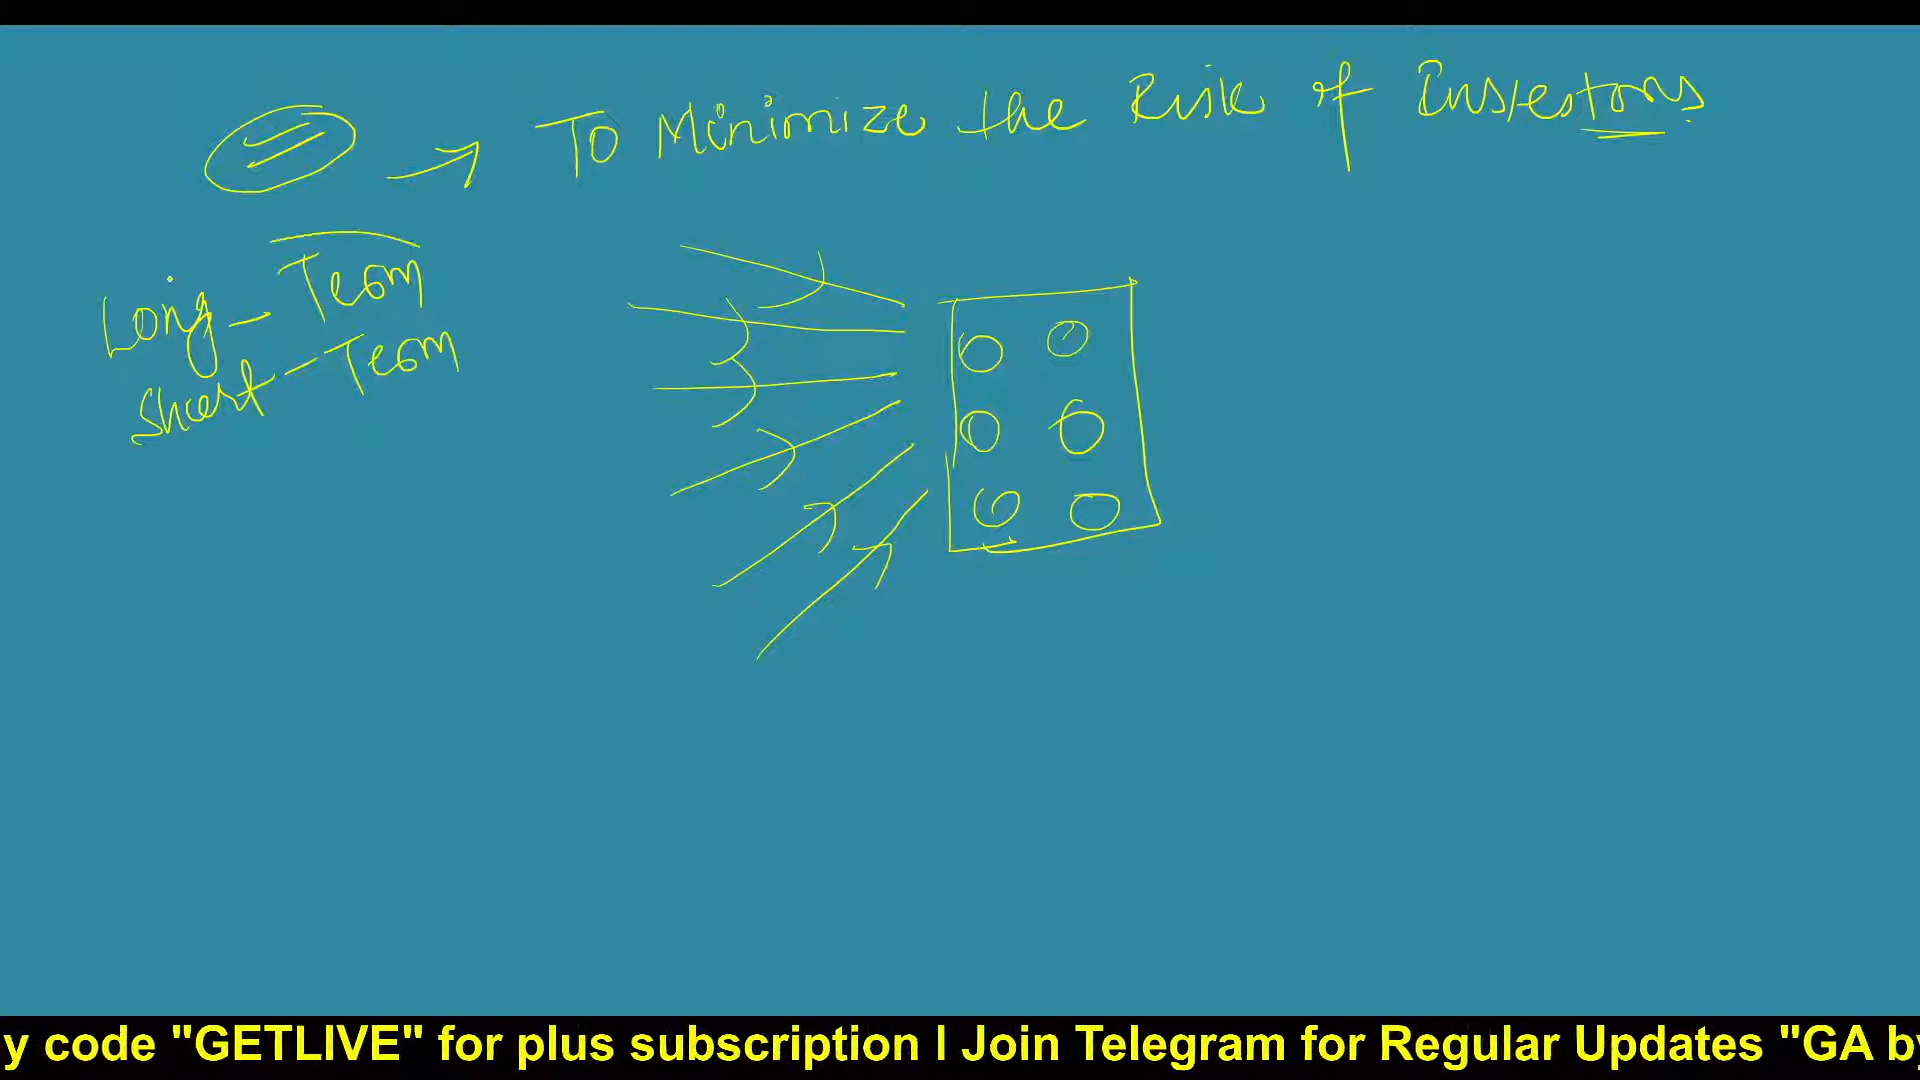 To Minimize the Risk of Investors
Long - Term
Short - Term
y code "GETLIVE" for plus subscription I Join Telegram for Regular Updates "GA by